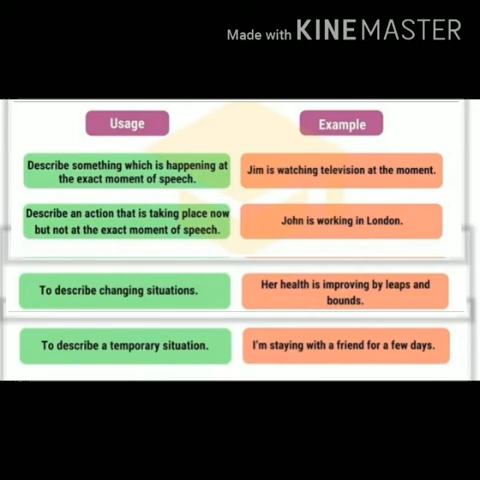 Made with KINEMASTER
Usage
Example
Describe something which is happening at
the exact moment of speech.
Jim is watching television at the moment.
Describe an action that is taking place now
but not at the exact moment of speech.
John is working in London.
To describe changing situations.
Her health is improving by leaps and
bounds.
To describe a temporary situation.
I'm staying with a friend for a few days.